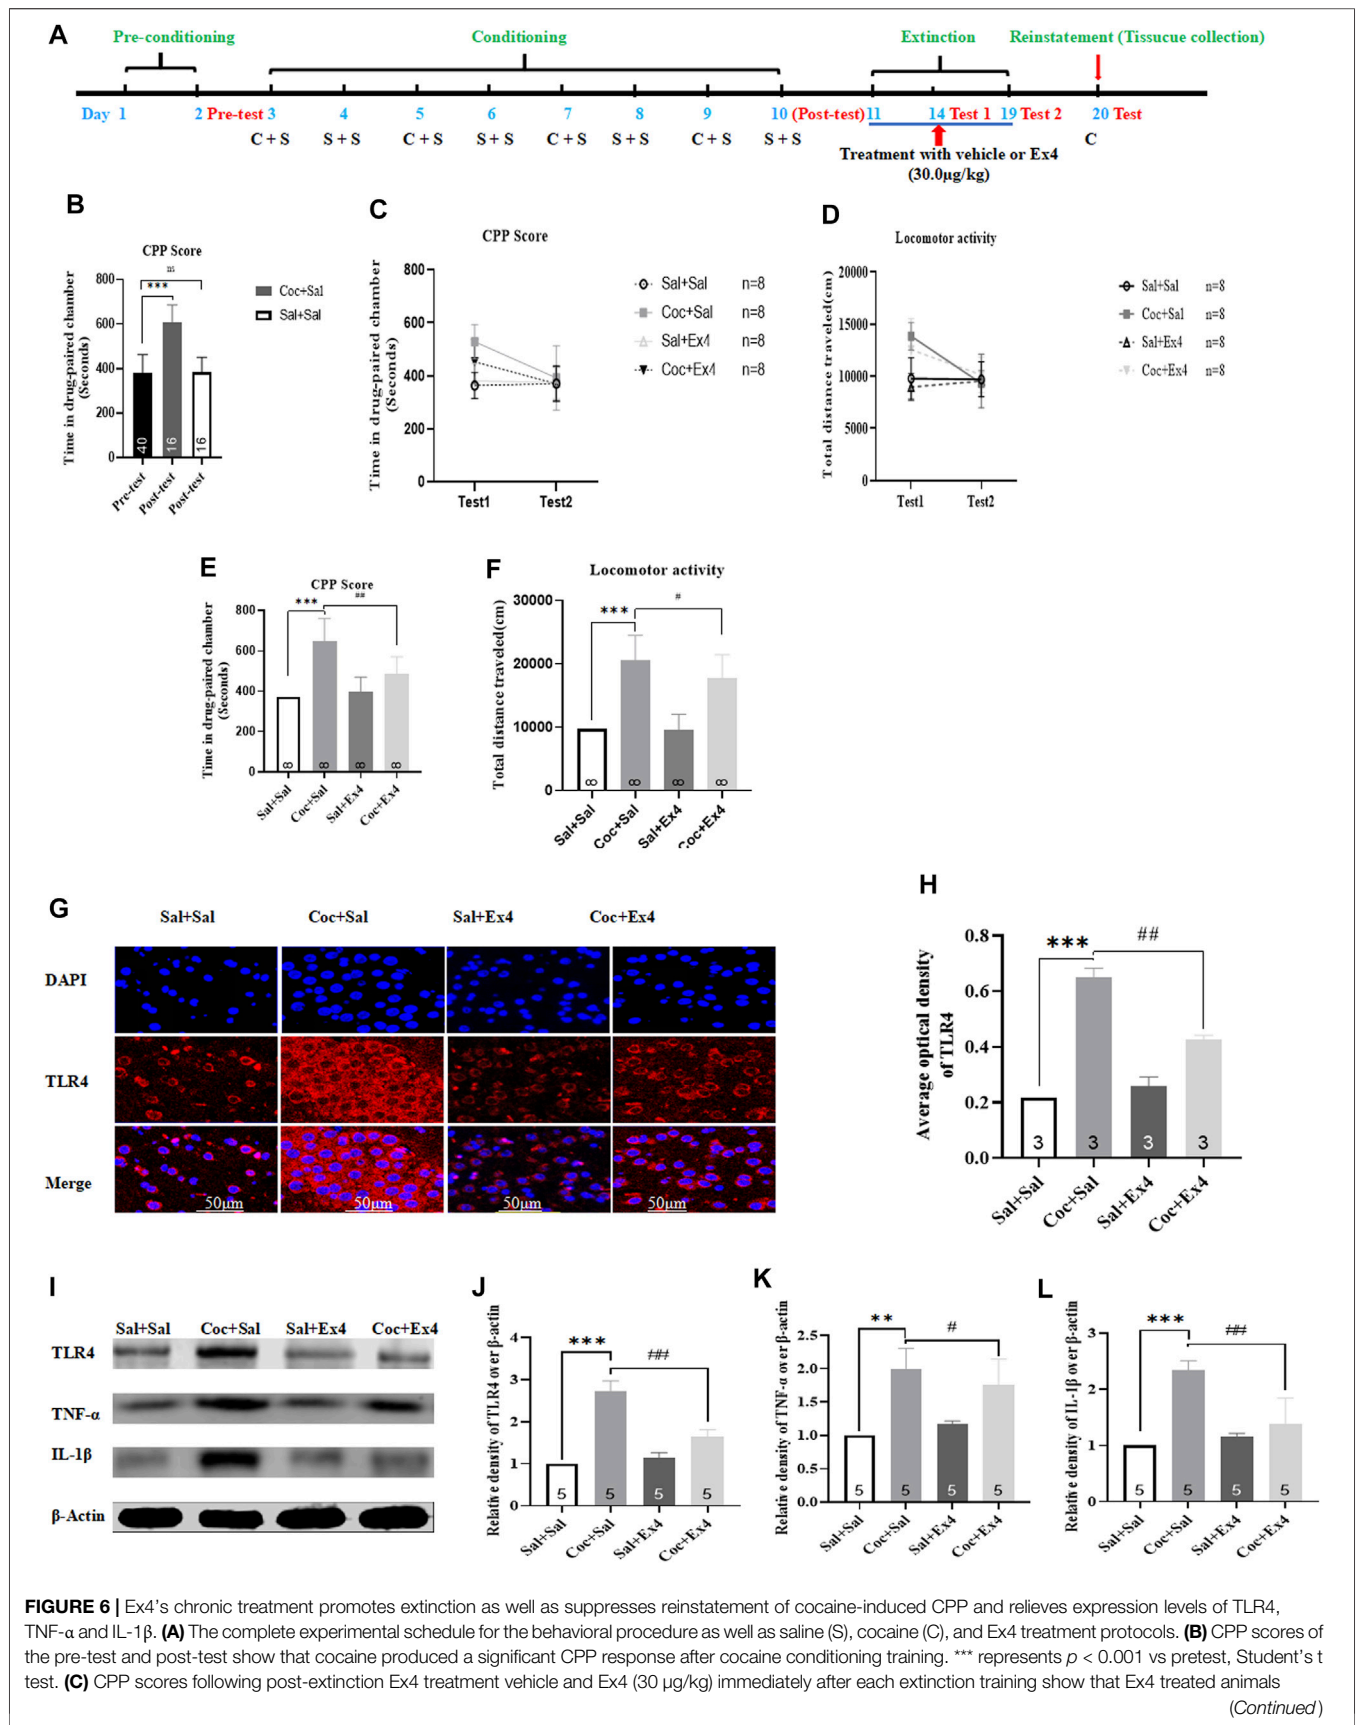 A
Pre-conditioning Conditioning Extinction Reinstatement (Tissucue collection)
Day 1 2 Pre-test 3 4 5 6 7 8 9 10 (Post-test) 11 14 Test 1 19 Test 2 20 Test
C + S S + S C + S S + S C + S S + S C + S S + S C
Treatment with vehicle or Ex4
(30.0μg/kg)
B
CPP Score
Time in drug-paired chamber
(Seconds)
800
600
400
200
0
ns
***
40 16 16
Pre-test Post-test Post-test
Coc+Sal
Sal+Sal
C
CPP Score
Time in drug-paired chamber
(Seconds)
800
600
400
200
0
Test1 Test2
Sal+Sal n=8
Coc+Sal n=8
Sal+Ex4 n=8
Coc+Ex4 n=8
D
Locomotor activity
Total distance traveled(cm)
20000
15000
10000
5000
0
Test1 Test2
Sal+Sal n=8
Coc+Sal n=8
Sal+Ex4 n=8
Coc+Ex4 n=8
E
CPP Score
Time in drug-paired chamber
(Seconds)
800
600
400
200
0
*** ##
8 8 8 8
Sal+Sal Coc+Sal Sal+Ex4 Coc+Ex4
F
Locomotor activity
Total distance traveled(cm)
30000
20000
10000
0
*** #
8 8 8 8
Sal+Sal Coc+Sal Sal+Ex4 Coc+Ex4
G
Sal+Sal Coc+Sal Sal+Ex4 Coc+Ex4
DAPI
TLR4
Merge
50μm 50μm 50μm 50μm
H
Average optical density
of TLR4
0.8
0.6
0.4
0.2
0.0
*** ##
3 3 3 3
Sal+Sal Coc+Sal Sal+Ex4 Coc+Ex4
I
Sal+Sal Coc+Sal Sal+Ex4 Coc+Ex4
TLR4
TNF-α
IL-1β
β-Actin
J
Relative density of TLR4 over β-actin
4
3
2
1
0
*** ###
5 5 5 5
Sal+Sal Coc+Sal Sal+Ex4 Coc+Ex4
K
Relative density of TNF-α over β-actin
2.5
2.0
1.5
1.0
0.5
0.0
** #
5 5 5 5
Sal+Sal Coc+Sal Sal+Ex4 Coc+Ex4
L
Relative density of IL-1β over β-actin
3
2
1
0
*** ###
5 5 5 5
Sal+Sal Coc+Sal Sal+Ex4 Coc+Ex4
FIGURE 6 | Ex4's chronic treatment promotes extinction as well as suppresses reinstatement of cocaine-induced CPP and relieves expression levels of TLR4,
TNF-α and IL-1β. (A) The complete experimental schedule for the behavioral procedure as well as saline (S), cocaine (C), and Ex4 treatment protocols. (B) CPP scores of
the pre-test and post-test show that cocaine produced a significant CPP response after cocaine conditioning training. *** represents p < 0.001 vs pretest, Student's t
test. (C) CPP scores following post-extinction Ex4 treatment vehicle and Ex4 (30 μg/kg) immediately after each extinction training show that Ex4 treated animals
(Continued)